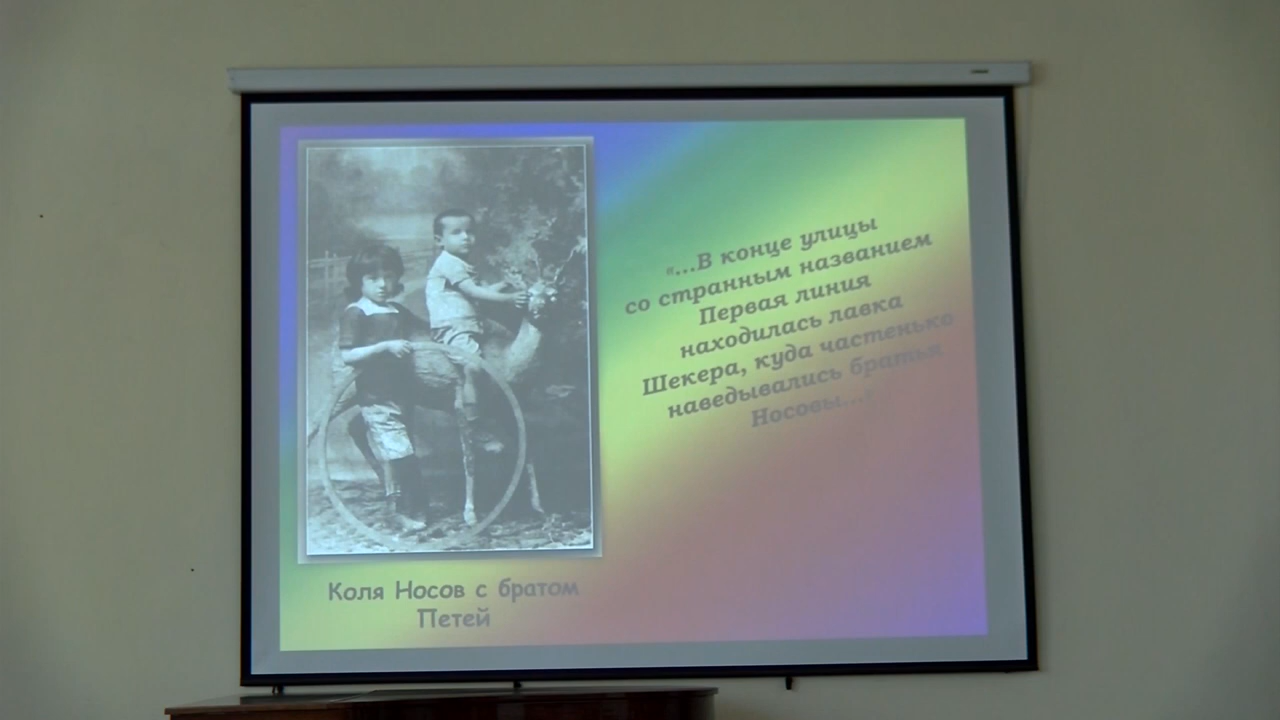 «...В конце улицы
со странным названием
Первая линия
находилась лавка
Шекера, куда частенько
наведывались братья
Носовы...»
Коля Носов с братом
Петей